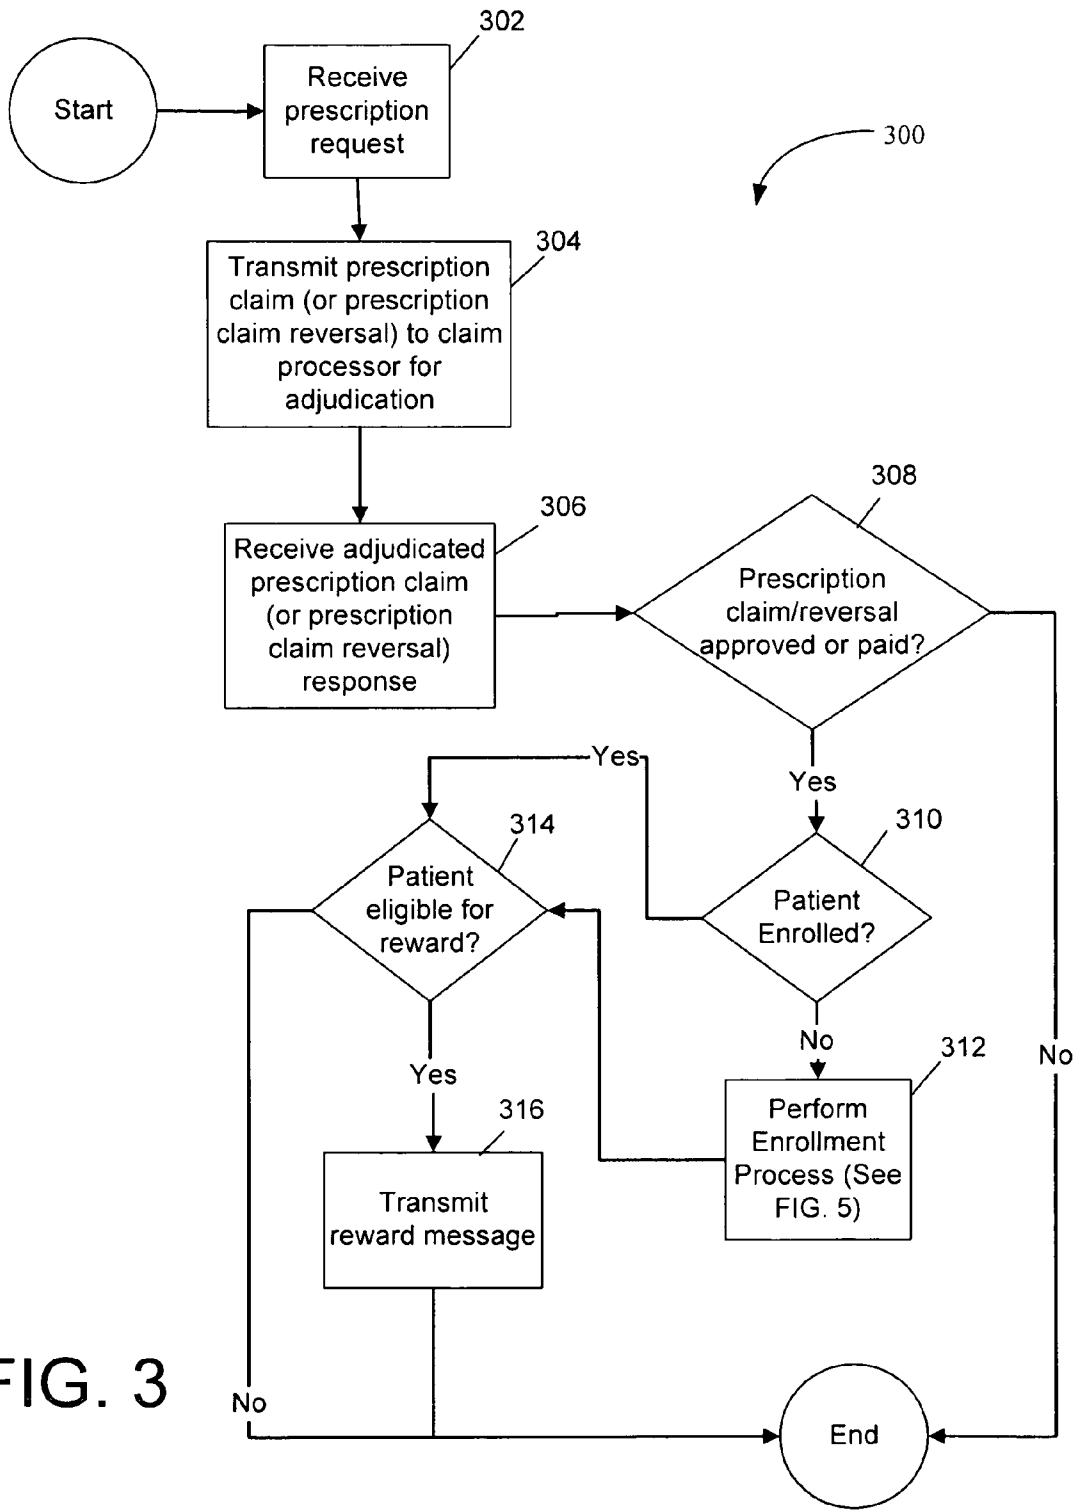 302
Start
Receive
prescription
request
300
304
Transmit prescription
claim (or prescription
claim reversal) to claim
processor for
adjudication
308
306
Receive adjudicated
prescription claim
(or prescription
claim reversal)
response
Prescription
claim/reversal
approved or paid?
Yes
Yes
310
314
Patient
eligible for
reward?
Patient
Enrolled?
No
312
No
Yes
316
Perform
Enrollment
Process (See
FIG. 5)
Transmit
reward message
FIG. 3
No
End